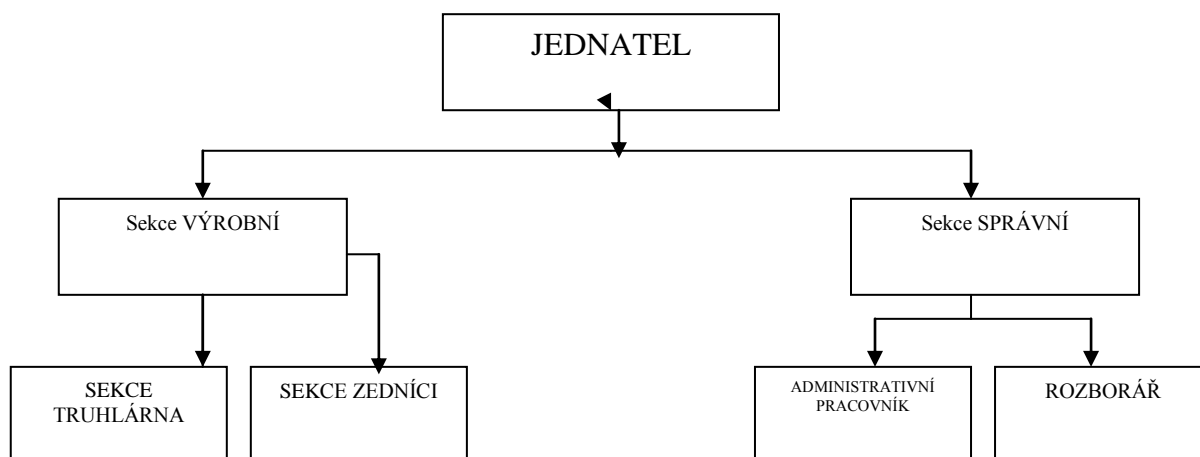 JEDNATEL
Sekce VÝROBNÍ
Sekce SPRÁVNÍ
SEKCE
TRUHLÁRNA
SEKCE ZEDNÍCI
ADMINISTRATIVNÍ
PRACOVNÍK
ROZBORÁŘ